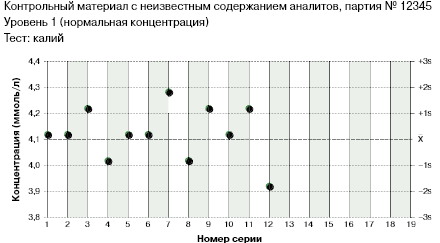 Контрольный материал с неизвестным содержанием аналитов, партия № 12345
Уровень 1 (нормальная концентрация)
Тест: калий
Концентрация (ммоль/л)
4,4
4,3
4,2
4,1
4,0
3,9
3,8
+3s
+2s
+1s
X̄
−1s
−2s
−3s
1 2 3 4 5 6 7 8 9 10 11 12 13 14 15 16 17 18 19
Номер серии